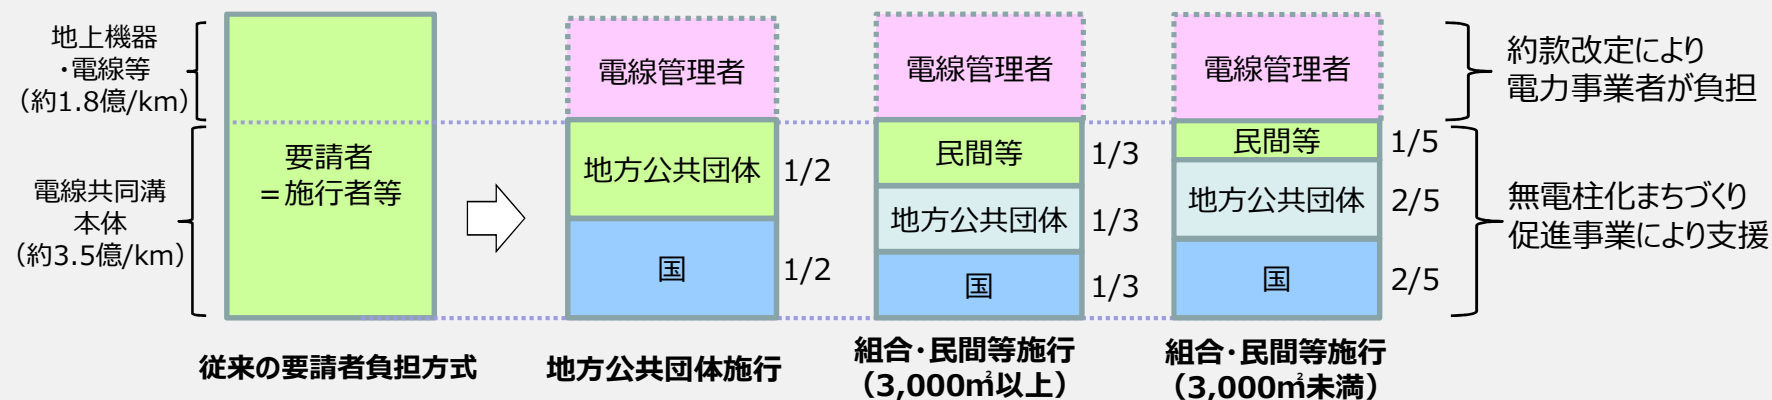 地上機器
・電線等
（約1.8億/km）
電線共同溝
本体
（約3.5億/km）
要請者
＝施行者等
従来の要請者負担方式
電線管理者
地方公共団体
1/2
国
1/2
地方公共団体施行
電線管理者
民間等
1/3
地方公共団体
1/3
国
1/3
組合・民間等施行
（3,000㎡以上）
電線管理者
民間等
1/5
地方公共団体
2/5
国
2/5
組合・民間等施行
（3,000㎡未満）
約款改定により
電力事業者が負担
無電柱化まちづくり
促進事業により支援